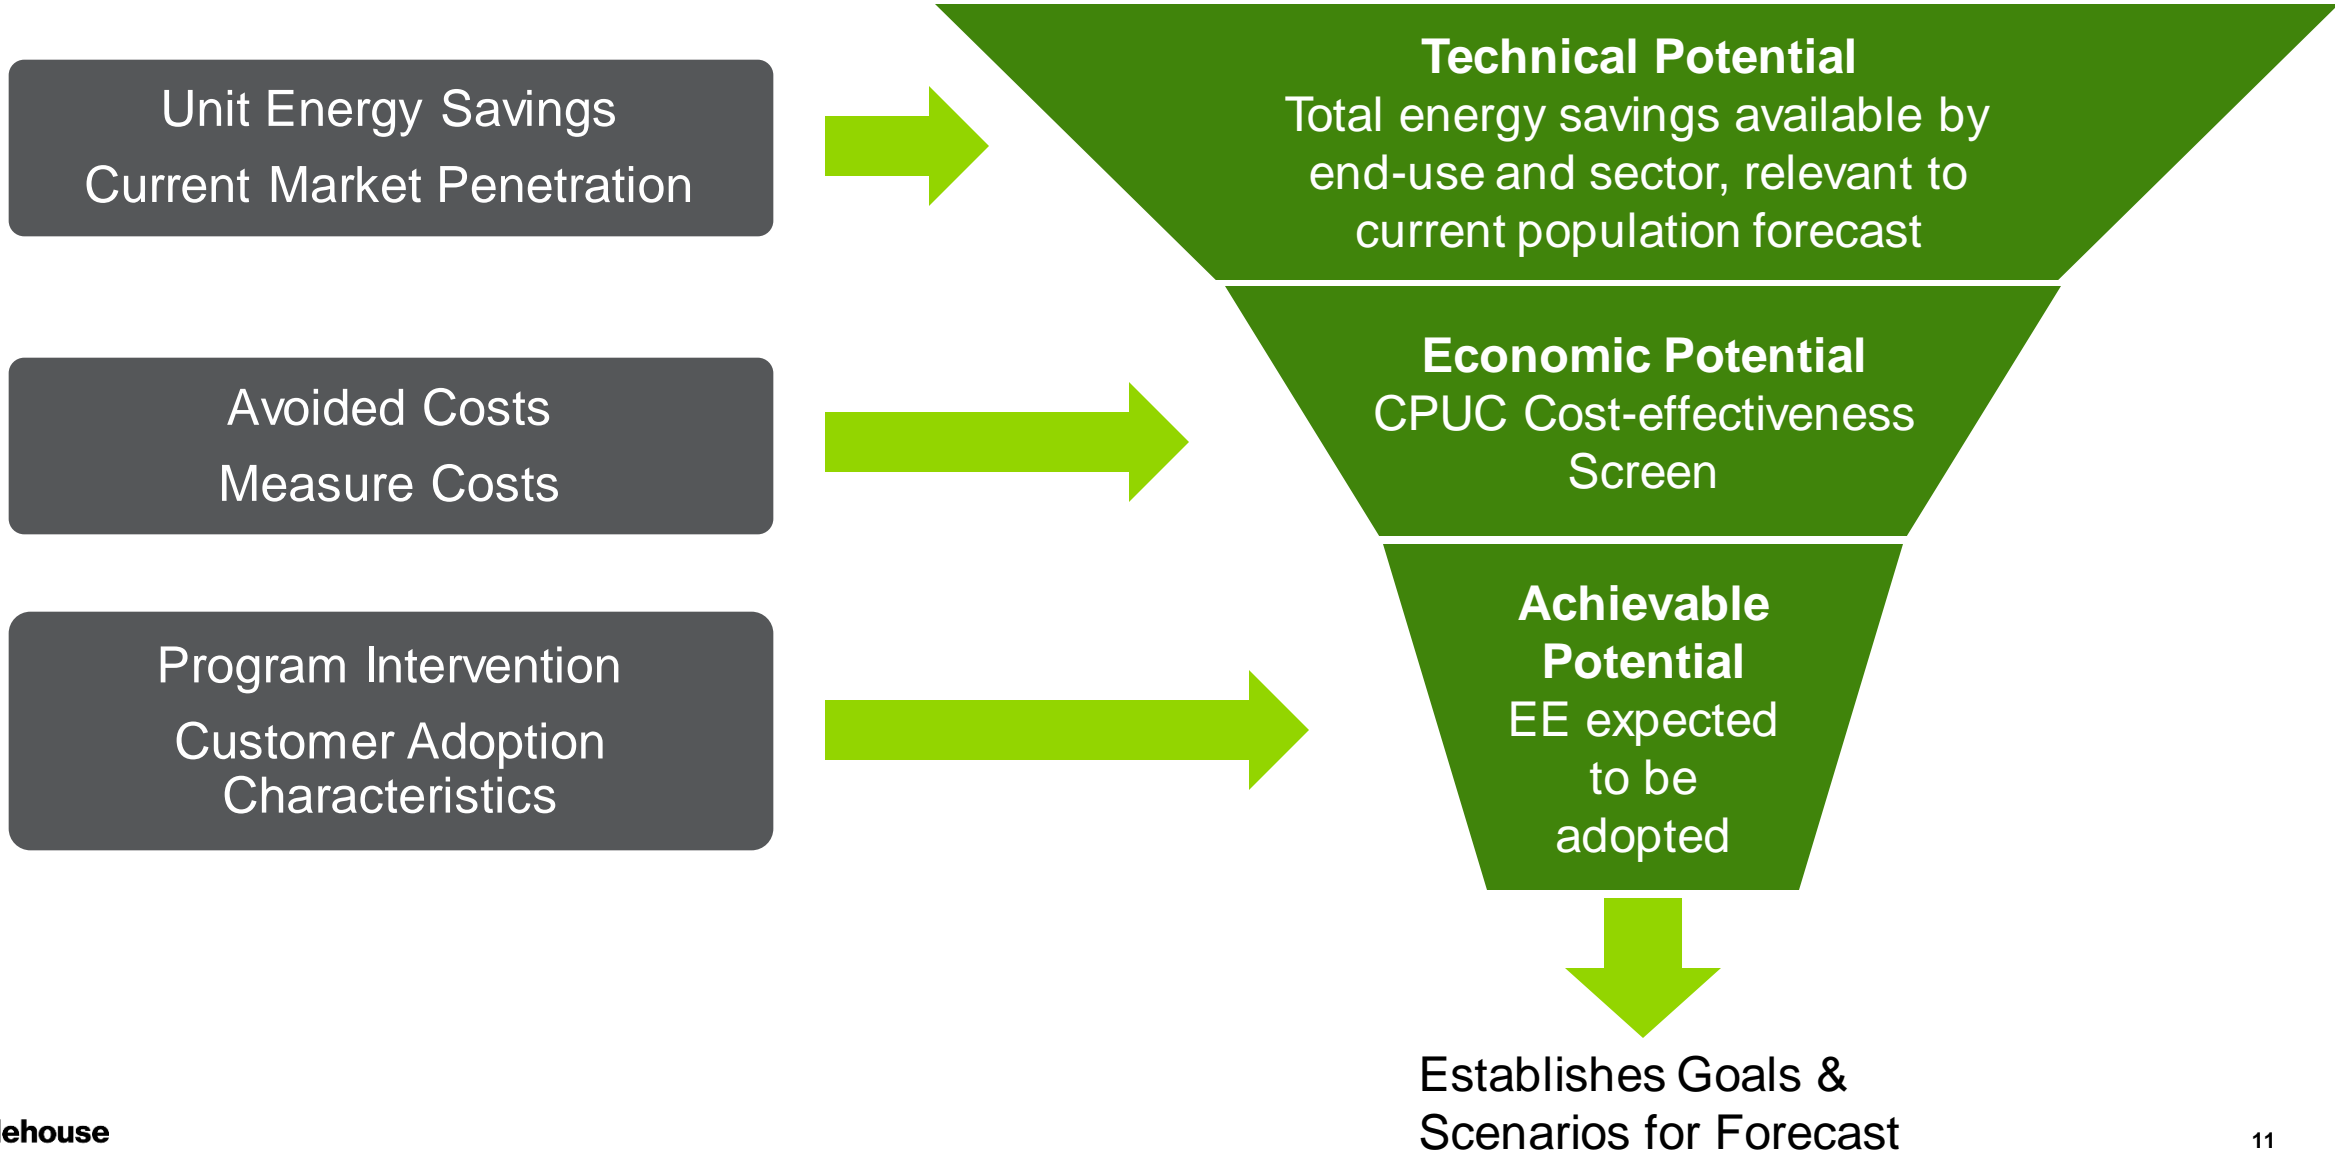 Unit Energy Savings
Current Market Penetration
Technical Potential
Total energy savings available by
end-use and sector, relevant to
current population forecast
Avoided Costs
Measure Costs
Economic Potential
CPUC Cost-effectiveness
Screen
Program Intervention
Customer Adoption
Characteristics
Achievable
Potential
EE expected
to be
adopted
Establishes Goals &
Scenarios for Forecast
ehouse
11